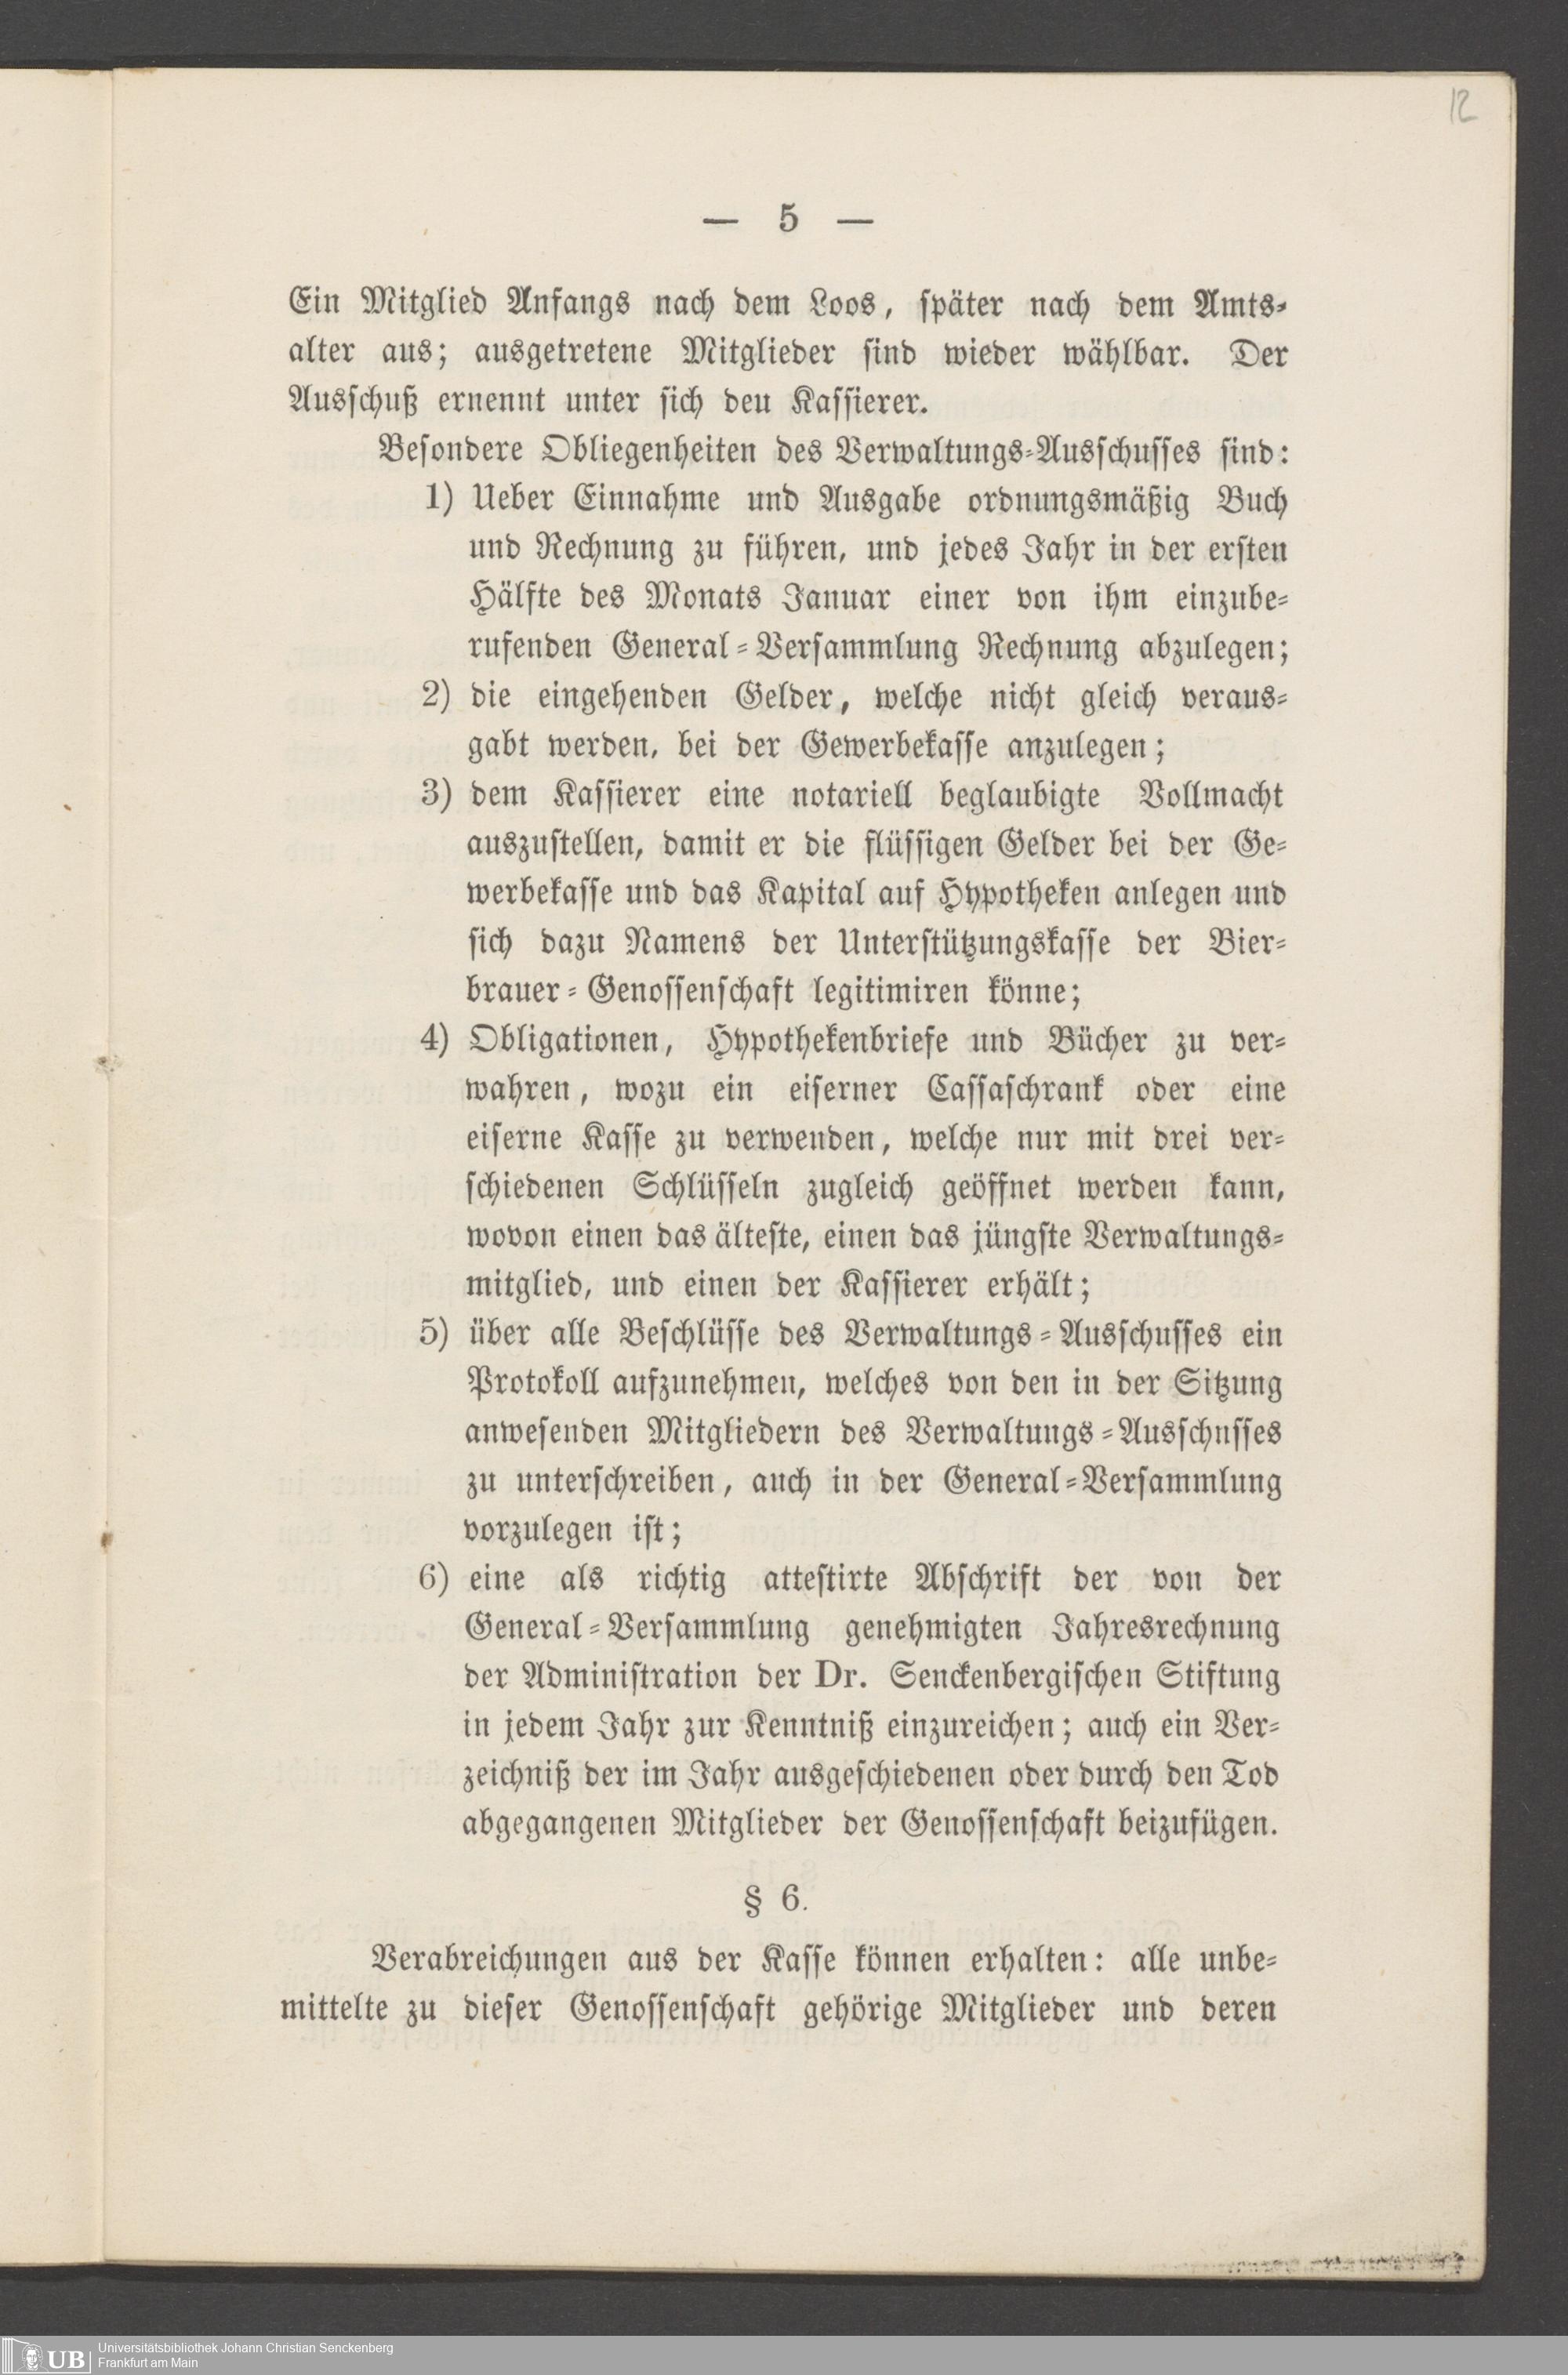 12
— 5 —
Ein Mitglied Anfangs nach dem Loos, später nach dem Amts-
alter aus; ausgetretene Mitglieder sind wieder wählbar. Der
Ausschuß ernennt unter sich den Kassierer.
Besondere Obliegenheiten des Verwaltungs-Ausschusses sind:
1) Ueber Einnahme und Ausgabe ordnungsmäßig Buch
und Rechnung zu führen, und jedes Jahr in der ersten
Hälfte des Monats Januar einer von ihm einzube-
rufenden General-Versammlung Rechnung abzulegen;
2) die eingehenden Gelder, welche nicht gleich veraus-
gabt werden, bei der Gewerbekasse anzulegen;
3) dem Kassierer eine notariell beglaubigte Vollmacht
auszustellen, damit er die flüssigen Gelder bei der Ge-
werbekasse und das Kapital auf Hypotheken anlegen und
sich dazu Namens der Unterstützungskasse der Bier-
brauer-Genossenschaft legitimiren könne;
4) Obligationen, Hypothekenbriefe und Bücher zu ver-
wahren, wozu ein eiserner Cassaschrank oder eine
eiserne Kasse zu verwenden, welche nur mit drei ver-
schiedenen Schlüsseln zugleich geöffnet werden kann,
wovon einen das älteste, einen das jüngste Verwaltungs-
mitglied, und einen der Kassierer erhält;
5) über alle Beschlüsse des Verwaltungs-Ausschusses ein
Protokoll aufzunehmen, welches von den in der Sitzung
anwesenden Mitgliedern des Verwaltungs-Ausschnsses
zu unterschreiben, auch in der General-Versammlung
vorzulegen ist;
6) eine als richtig attestirte Abschrift der von der
General-Versammlung genehmigten Jahresrechnung
der Administration der Dr. Senckenbergischen Stiftung
in jedem Jahr zur Kenntniß einzureichen; auch ein Ver-
zeichniß der im Jahr ausgeschiedenen oder durch den Tod
abgegangenen Mitglieder der Genossenschaft beizufügen.
§ 6.
Verabreichungen aus der Kasse können erhalten: alle unbe-
mittelte zu dieser Genossenschaft gehörige Mitglieder und deren
UB Universitätsbibliothek Johann Christian Senckenberg
Frankfurt am Main